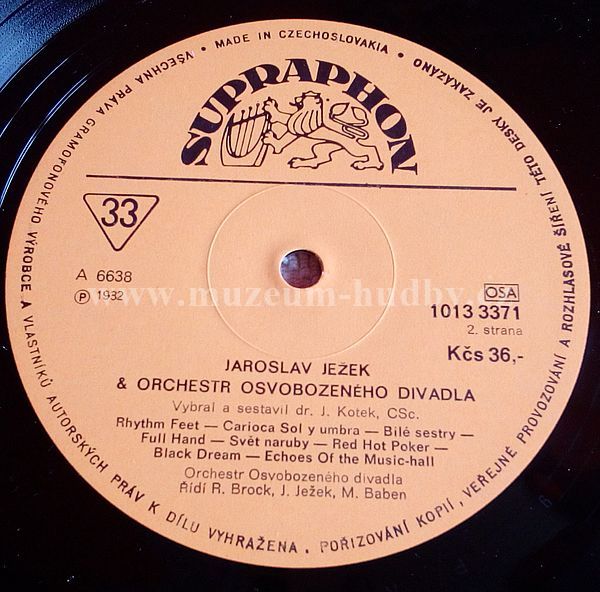 VŠECHNA PRÁVA GRAMOFONOVÉHO VÝROBCE A VLASTNÍKŮ AUTORSKÝCH PRÁV K DÍLU VYHRAŽENA. POŘIZOVÁNÍ KOPIÍ, VEŘEJNÉ PROVOZOVÁNÍ A ROZHLASOVÉ ŠÍŘENÍ TÉTO DESKY JE ZAKÁZÁNO • MADE IN CZECHOSLOVAKIA •
SUPRAPHON
33
A 6638
Ⓟ 1982
www.muzeum-hudby.
OSA
1013 3371
2. strana
Kčs 36,-
JAROSLAV JEŽEK
& ORCHESTR OSVOBOZENÉHO DIVADLA
Vybral a sestavil dr. J. Kotek, CSc.
Rhythm Feet — Carioca Sol y umbra — Bílé sestry —
Full Hand — Svět naruby — Red Hot Poker —
Black Dream — Echoes Of the Music-hall
Orchestr Osvobozeného divadla
Řídí R. Brock, J. Ježek, M. Baben